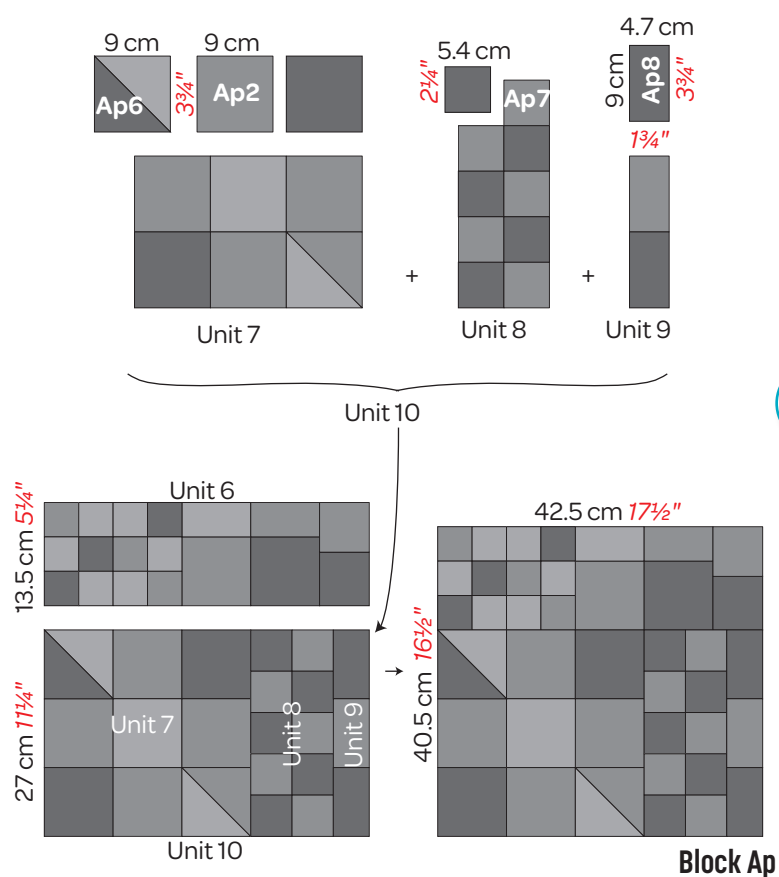 9 cm
9 cm
5.4 cm
4.7 cm
Ap6
3¾"
Ap2
2¼"
Ap7
9 cm
Ap8
3¾"
1¾"
+
+
Unit 7
Unit 8
Unit 9
Unit 10
Unit 6
13.5 cm 5¼"
27 cm 11¼"
Unit 7
Unit 8
Unit 9
Unit 10
42.5 cm 17½"
40.5 cm 16½"
Block Ap